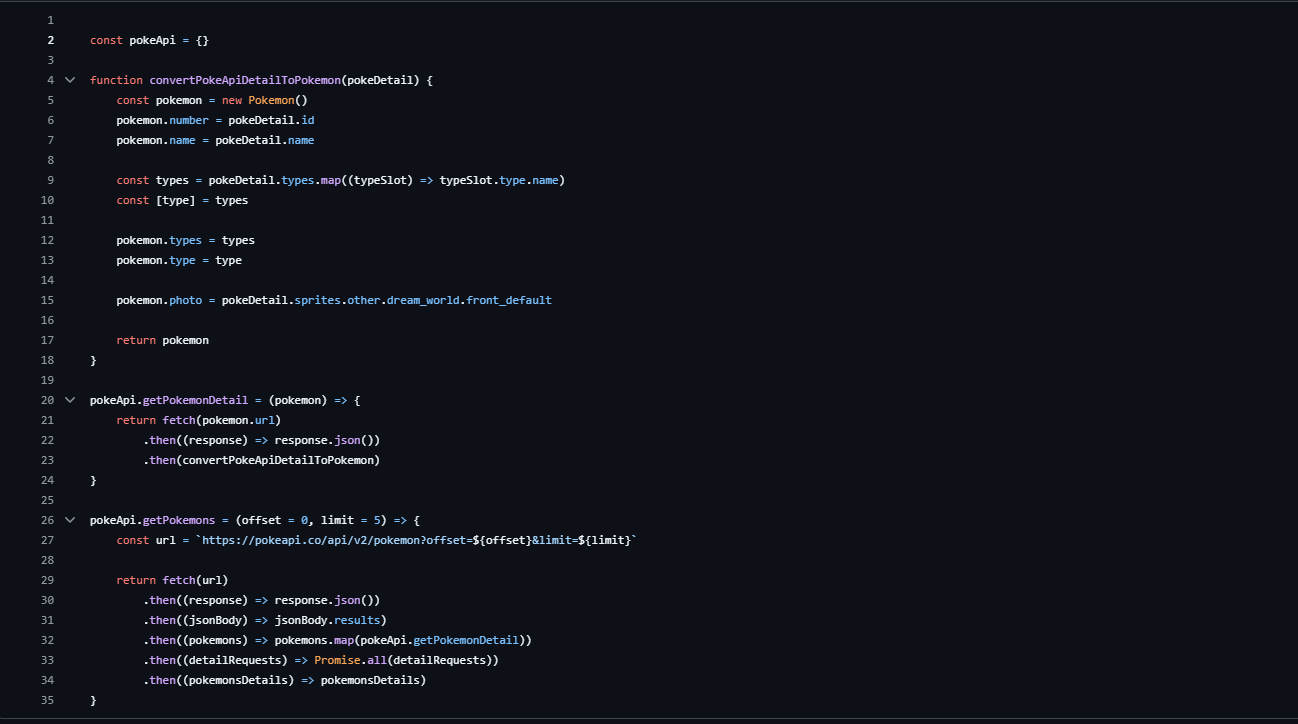 1
2 const pokeApi = {}
3
4 function convertPokeApiDetailToPokemon(pokeDetail) {
5     const pokemon = new Pokemon()
6     pokemon.number = pokeDetail.id
7     pokemon.name = pokeDetail.name
8
9     const types = pokeDetail.types.map((typeSlot) => typeSlot.type.name)
10     const [type] = types
11
12     pokemon.types = types
13     pokemon.type = type
14
15     pokemon.photo = pokeDetail.sprites.other.dream_world.front_default
16
17     return pokemon
18 }
19
20 pokeApi.getPokemonDetail = (pokemon) => {
21     return fetch(pokemon.url)
22         .then((response) => response.json())
23         .then(convertPokeApiDetailToPokemon)
24 }
25
26 pokeApi.getPokemons = (offset = 0, limit = 5) => {
27     const url = `https://pokeapi.co/api/v2/pokemon?offset=${offset}&limit=${limit}`
28
29     return fetch(url)
30         .then((response) => response.json())
31         .then((jsonBody) => jsonBody.results)
32         .then((pokemons) => pokemons.map(pokeApi.getPokemonDetail))
33         .then((detailRequests) => Promise.all(detailRequests))
34         .then((pokemonsDetails) => pokemonsDetails)
35 }